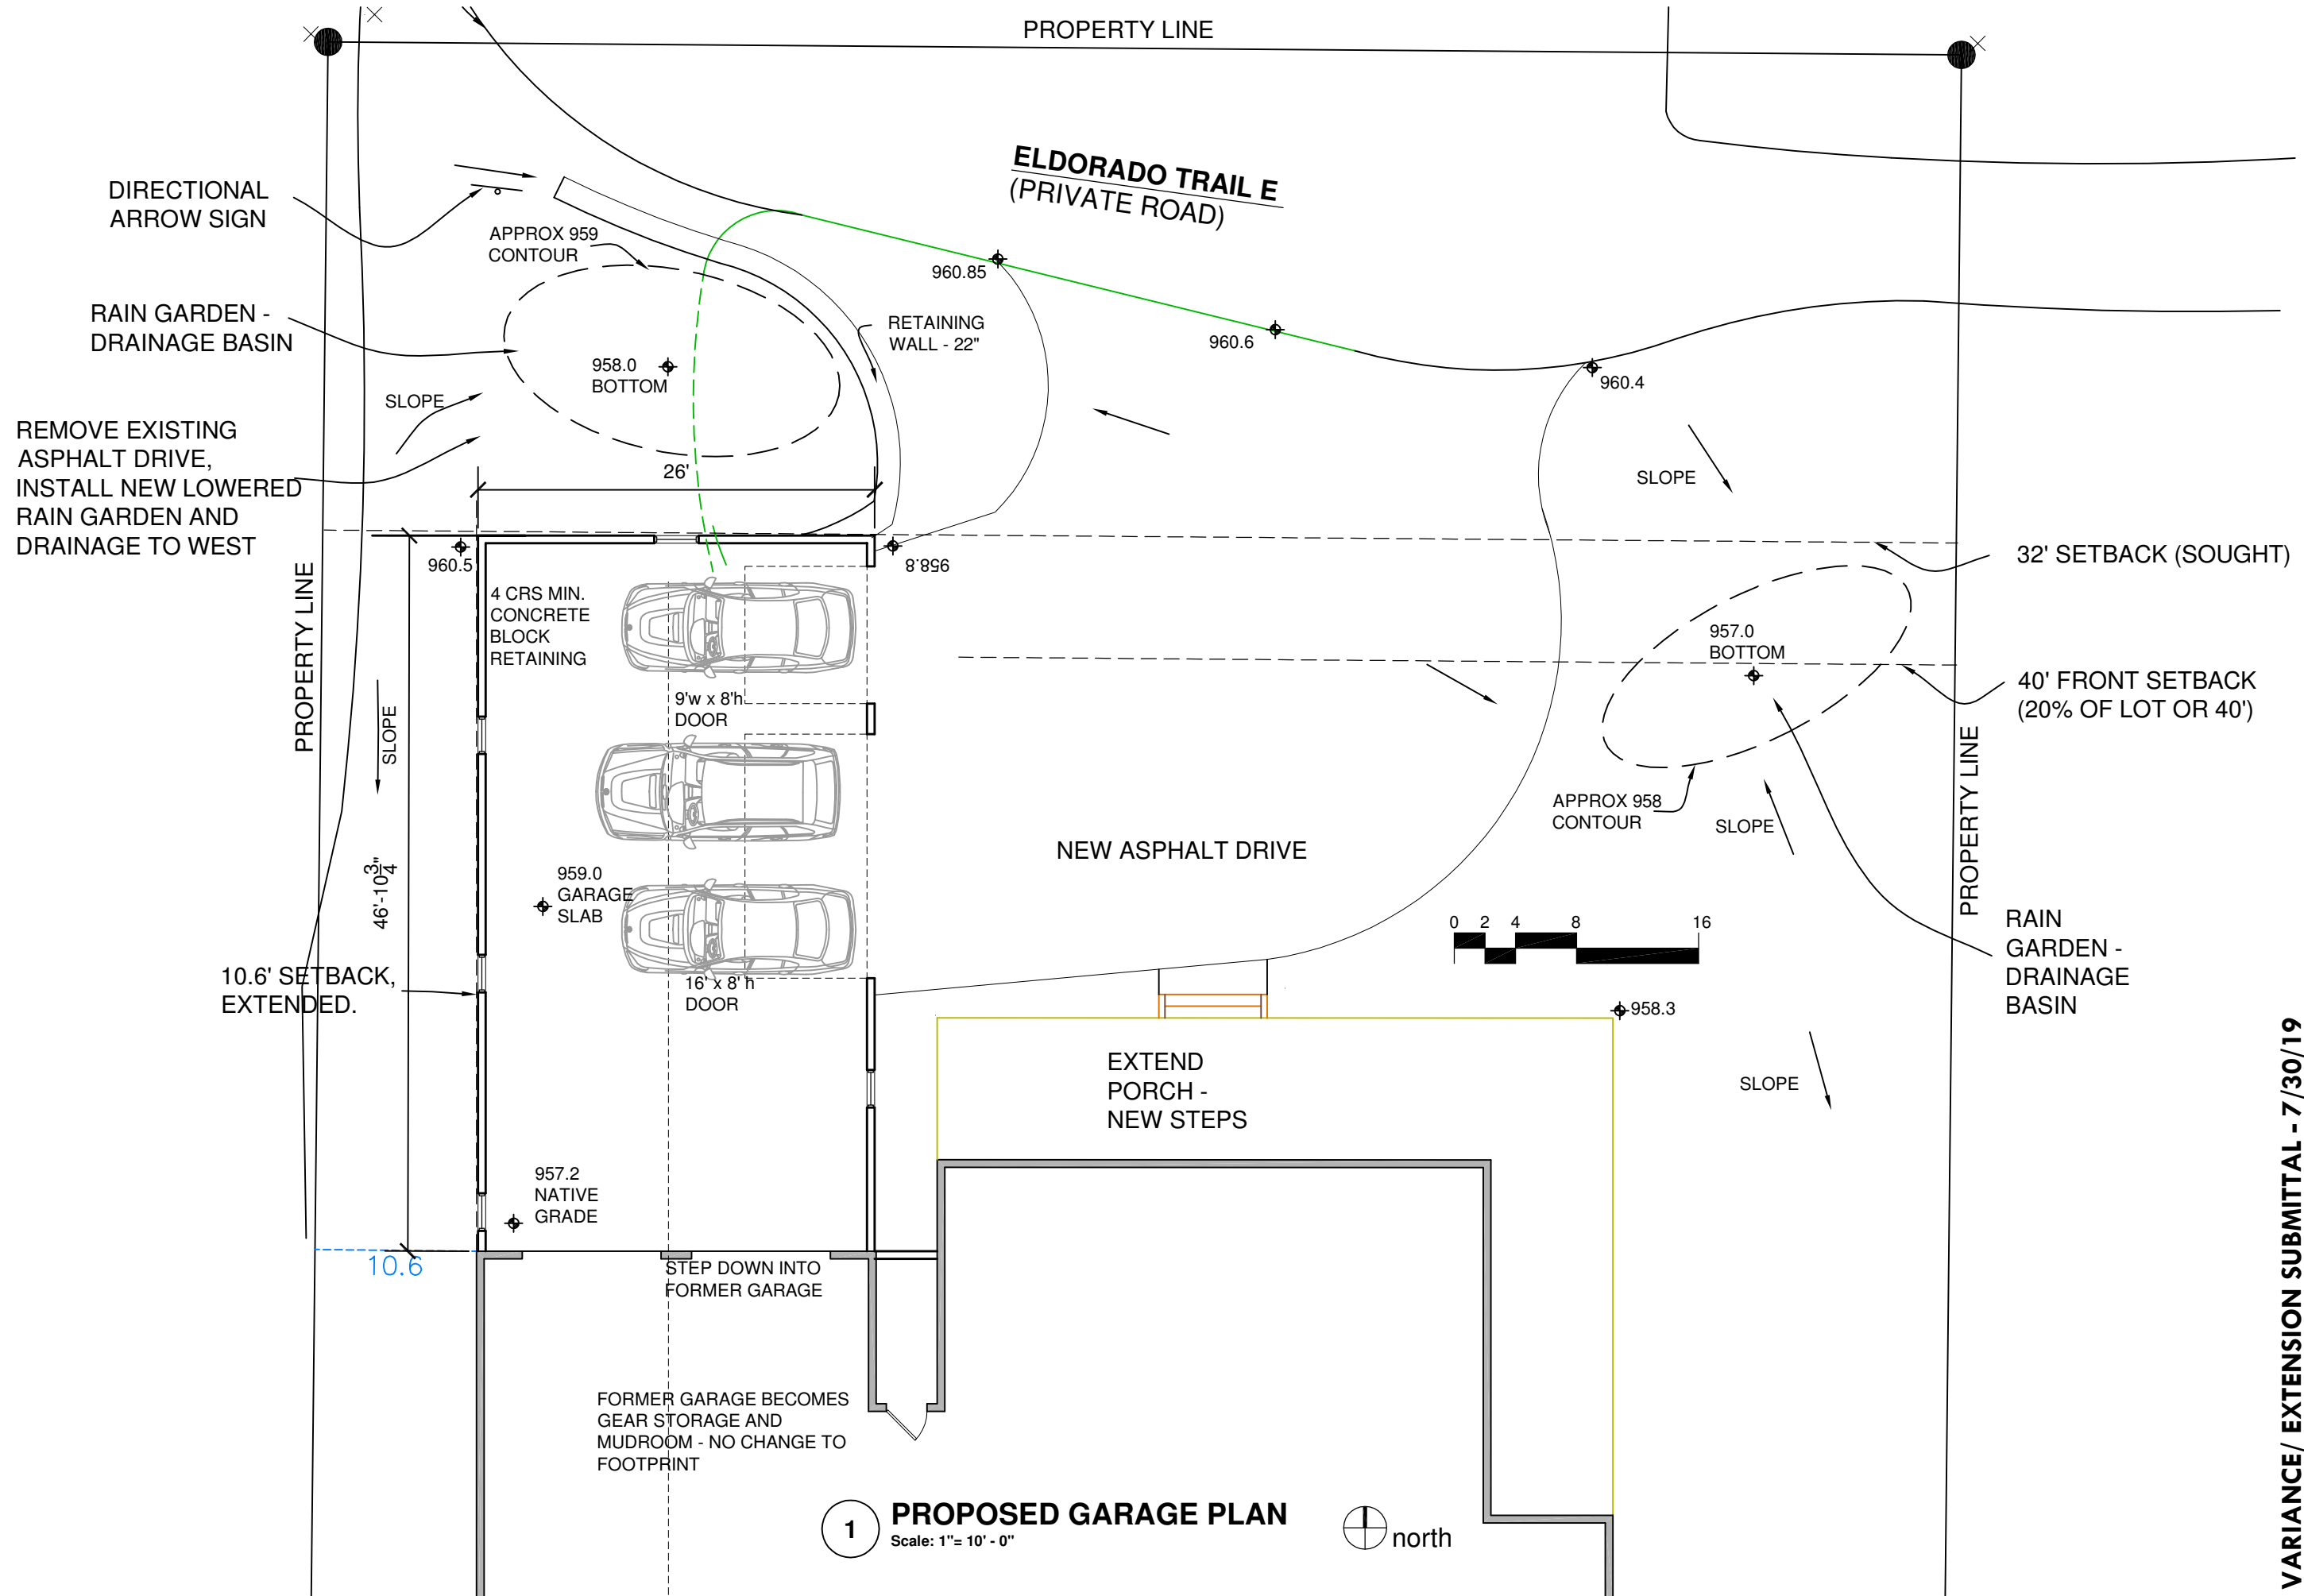 PROPERTY LINE
ELDORADO TRAIL E
(PRIVATE ROAD)
DIRECTIONAL
ARROW SIGN
APPROX 959
CONTOUR
960.85
RAIN GARDEN -
DRAINAGE BASIN
RETAINING
WALL - 22"
960.6
958.0
BOTTOM
960.4
SLOPE
REMOVE EXISTING
ASPHALT DRIVE,
INSTALL NEW LOWERED
RAIN GARDEN AND
DRAINAGE TO WEST
26'
SLOPE
960.5
958.8
32' SETBACK (SOUGHT)
PROPERTY LINE
4 CRS MIN.
CONCRETE
BLOCK
RETAINING
957.0
BOTTOM
40' FRONT SETBACK
(20% OF LOT OR 40')
9'w x 8'h
DOOR
SLOPE
PROPERTY LINE
APPROX 958
CONTOUR
SLOPE
NEW ASPHALT DRIVE
46'-10 3/4"
959.0
GARAGE
SLAB
0 2 4 8 16
RAIN
GARDEN -
DRAINAGE
BASIN
10.6' SETBACK,
EXTENDED.
16' x 8' h
DOOR
958.3
EXTEND
PORCH -
NEW STEPS
SLOPE
957.2
NATIVE
GRADE
10.6
STEP DOWN INTO
FORMER GARAGE
FORMER GARAGE BECOMES
GEAR STORAGE AND
MUDROOM - NO CHANGE TO
FOOTPRINT
1
PROPOSED GARAGE PLAN
Scale: 1"= 10' - 0"
north
VARIANCE/ EXTENSION SUBMITTAL - 7/30/19